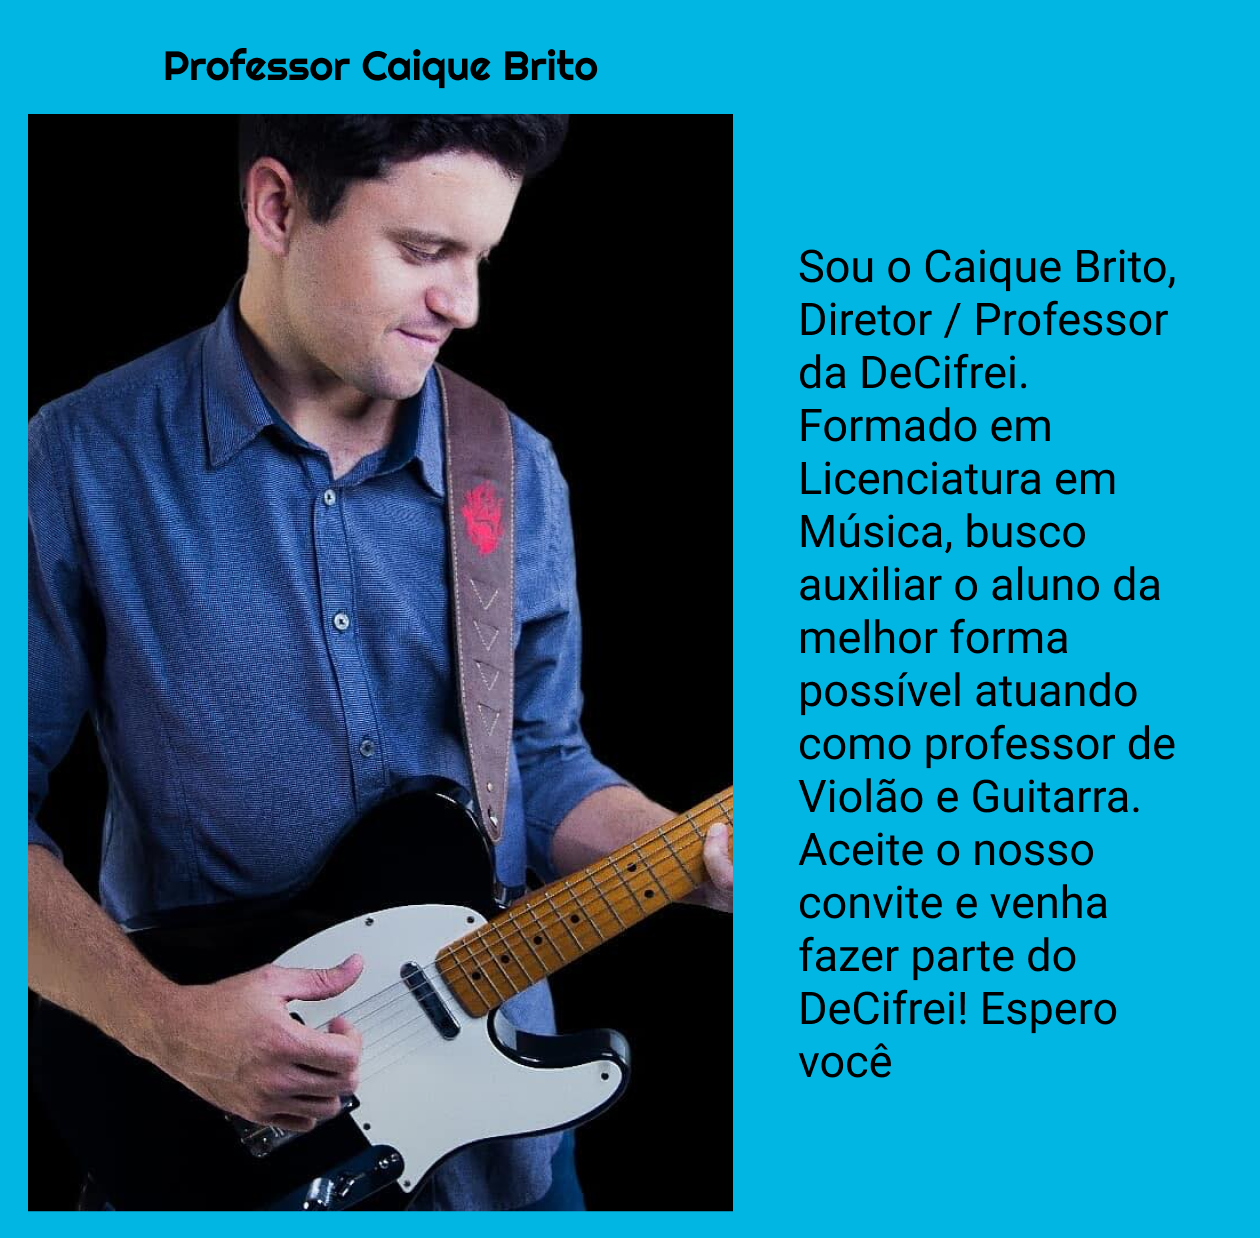 Professor Caique Brito
Sou o Caique Brito,
Diretor / Professor
da DeCifrei.
Formado em
Licenciatura em
Música, busco
auxiliar o aluno da
melhor forma
possível atuando
como professor de
Violão e Guitarra.
Aceite o nosso
convite e venha
fazer parte do
DeCifrei! Espero
você